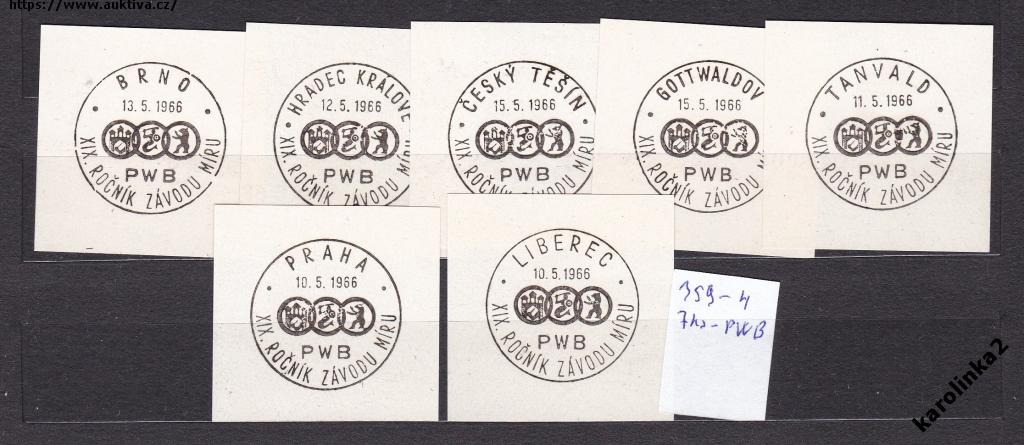 https://www.auktiva.cz/
BRNO
13.5.1966
PWB
XIX. ROČNÍK ZÁVODU MÍRU
HRADEC KRÁLOVÉ
12.5.1966
PWB
XIX. ROČNÍK ZÁVODU MÍRU
ČESKÝ TĚŠÍN
15.5.1966
PWB
XIX. ROČNÍK ZÁVODU MÍRU
GOTTWALDOV
15.5.1966
PWB
XIX. ROČNÍK ZÁVODU MÍRU
TANVALD
11.5.1966
PWB
XIX. ROČNÍK ZÁVODU MÍRU
PRAHA
10.5.1966
PWB
XIX. ROČNÍK ZÁVODU MÍRU
LIBEREC
10.5.1966
PWB
XIX. ROČNÍK ZÁVODU MÍRU
359-4
7ks-PWB
karolinka2